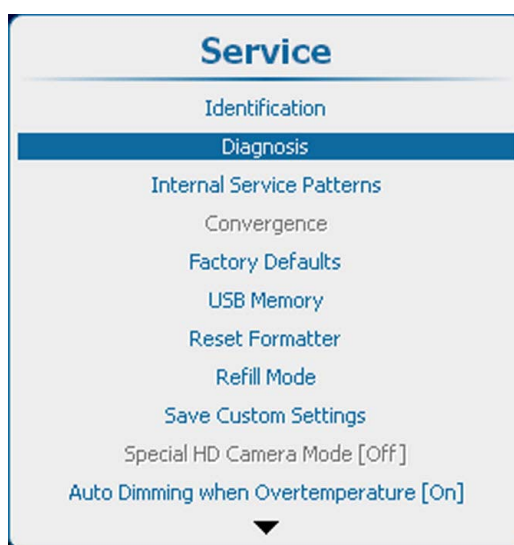 Service
Identification
Diagnosis
Internal Service Patterns
Convergence
Factory Defaults
USB Memory
Reset Formatter
Refill Mode
Save Custom Settings
Special HD Camera Mode [Off]
Auto Dimming when Overtemperature [On]